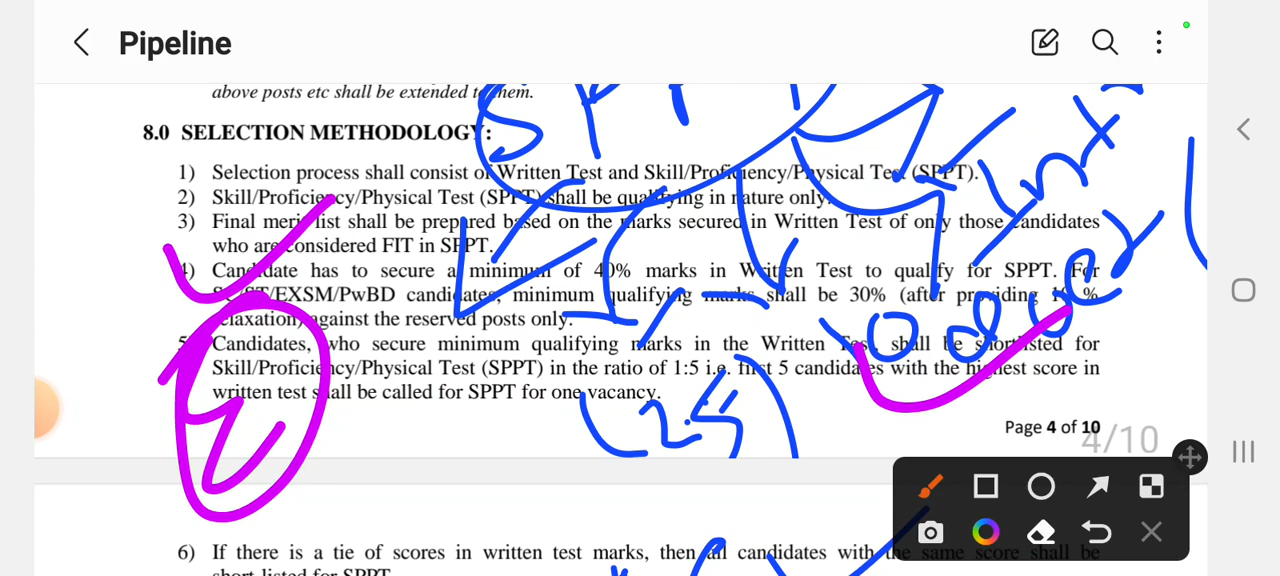 Pipeline
above posts etc shall be extended to them.
8.0 SELECTION METHODOLOGY:
1) Selection process shall consist of Written Test and Skill/Proficiency/Physical Test (SPPT).
2) Skill/Proficiency/Physical Test (SPPT) shall be qualifying in nature only.
3) Final merit list shall be prepared based on the marks secured in Written Test of only those candidates
who are considered FIT in SPPT.
4) Candidate has to secure a minimum of 40% marks in Written Test to qualify for SPPT. For
SC/ST/EXSM/PwBD candidates, minimum qualifying marks shall be 30% (after providing 10 %
relaxation) against the reserved posts only.
5) Candidates, who secure minimum qualifying marks in the Written Test, shall be shortlisted for
Skill/Proficiency/Physical Test (SPPT) in the ratio of 1:5 i.e. first 5 candidates with the highest score in
written test shall be called for SPPT for one vacancy.
(25)
Page 4 of 10
4/10
6) If there is a tie of scores in written test marks, then all candidates with the same score shall be
short-listed for SPPT.